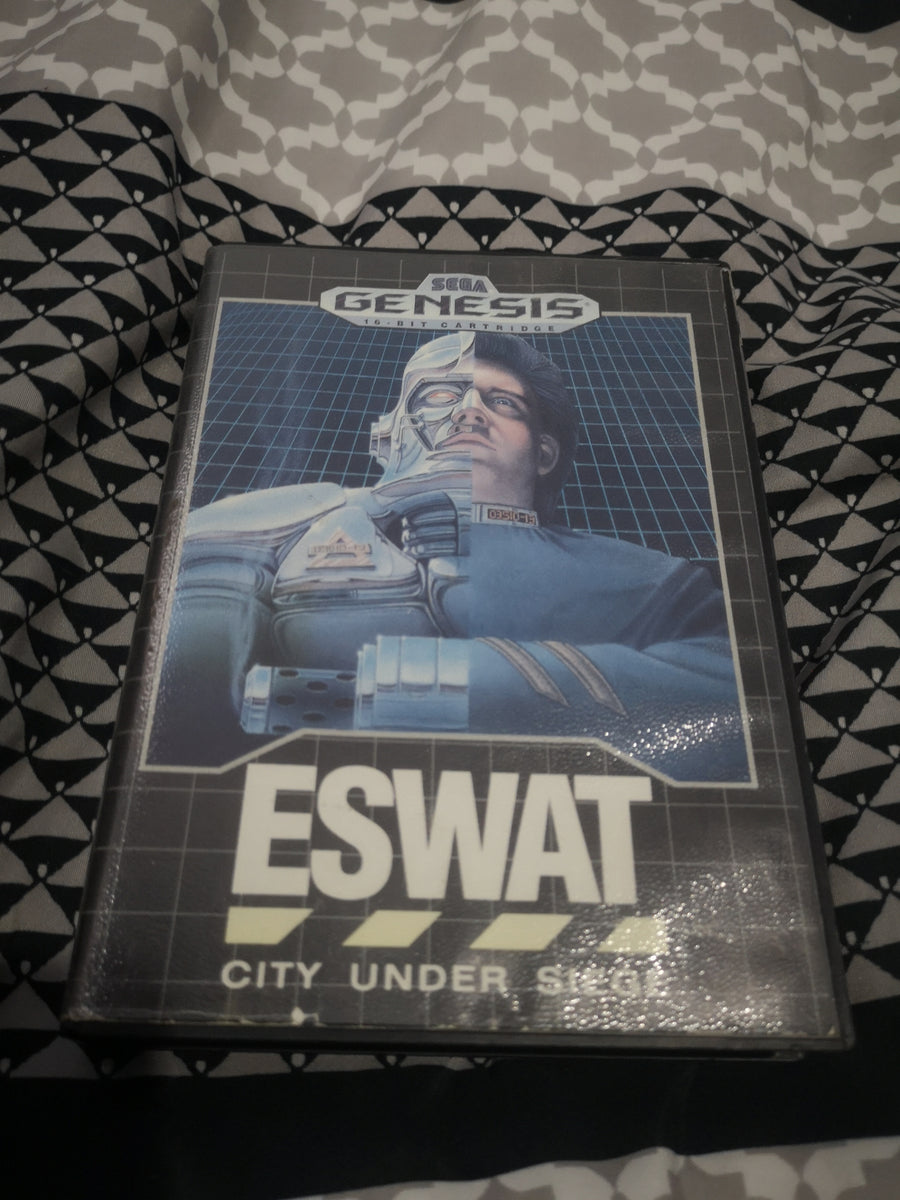 SEGA
GENESIS
16-BIT CARTRIDGE
ESWAT
CITY UNDER SIEGE